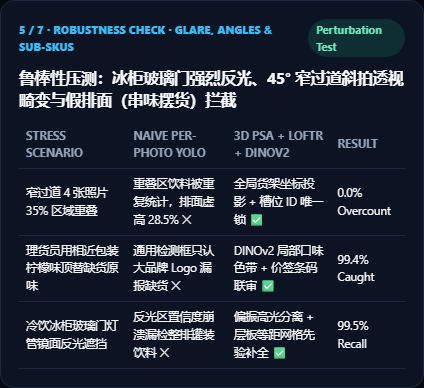 5 / 7 · ROBUSTNESS CHECK · GLARE, ANGLES &
SUB-SKUS
Perturbation
Test
鲁棒性压测：冰柜玻璃门强烈反光、45° 窄过道斜拍透视
畸变与假排面（串味摆货）拦截
STRESS
SCENARIO
NAIVE PER-
PHOTO YOLO
3D PSA + LOFTR
+ DINOV2
RESULT
窄过道 4 张照片
35% 区域重叠
重叠区饮料被重
复统计，排面虚
高 28.5% ✕
全局货架坐标投
影 + 槽位 ID 唯一
锁 ✅
0.0%
Overcount
理货员用相近包装
柠檬味顶替缺货原
味
通用检测框只认
大品牌 Logo 漏
报缺货 ✕
DINOv2 局部口味
色带 + 价签条码
联审 ✅
99.4%
Caught
冷饮冰柜玻璃门灯
管镜面反光遮挡
反光区置信度崩
溃漏检整排罐装
饮料 ✕
偏振高光分离 +
层板等距网格先
验补全 ✅
99.5%
Recall